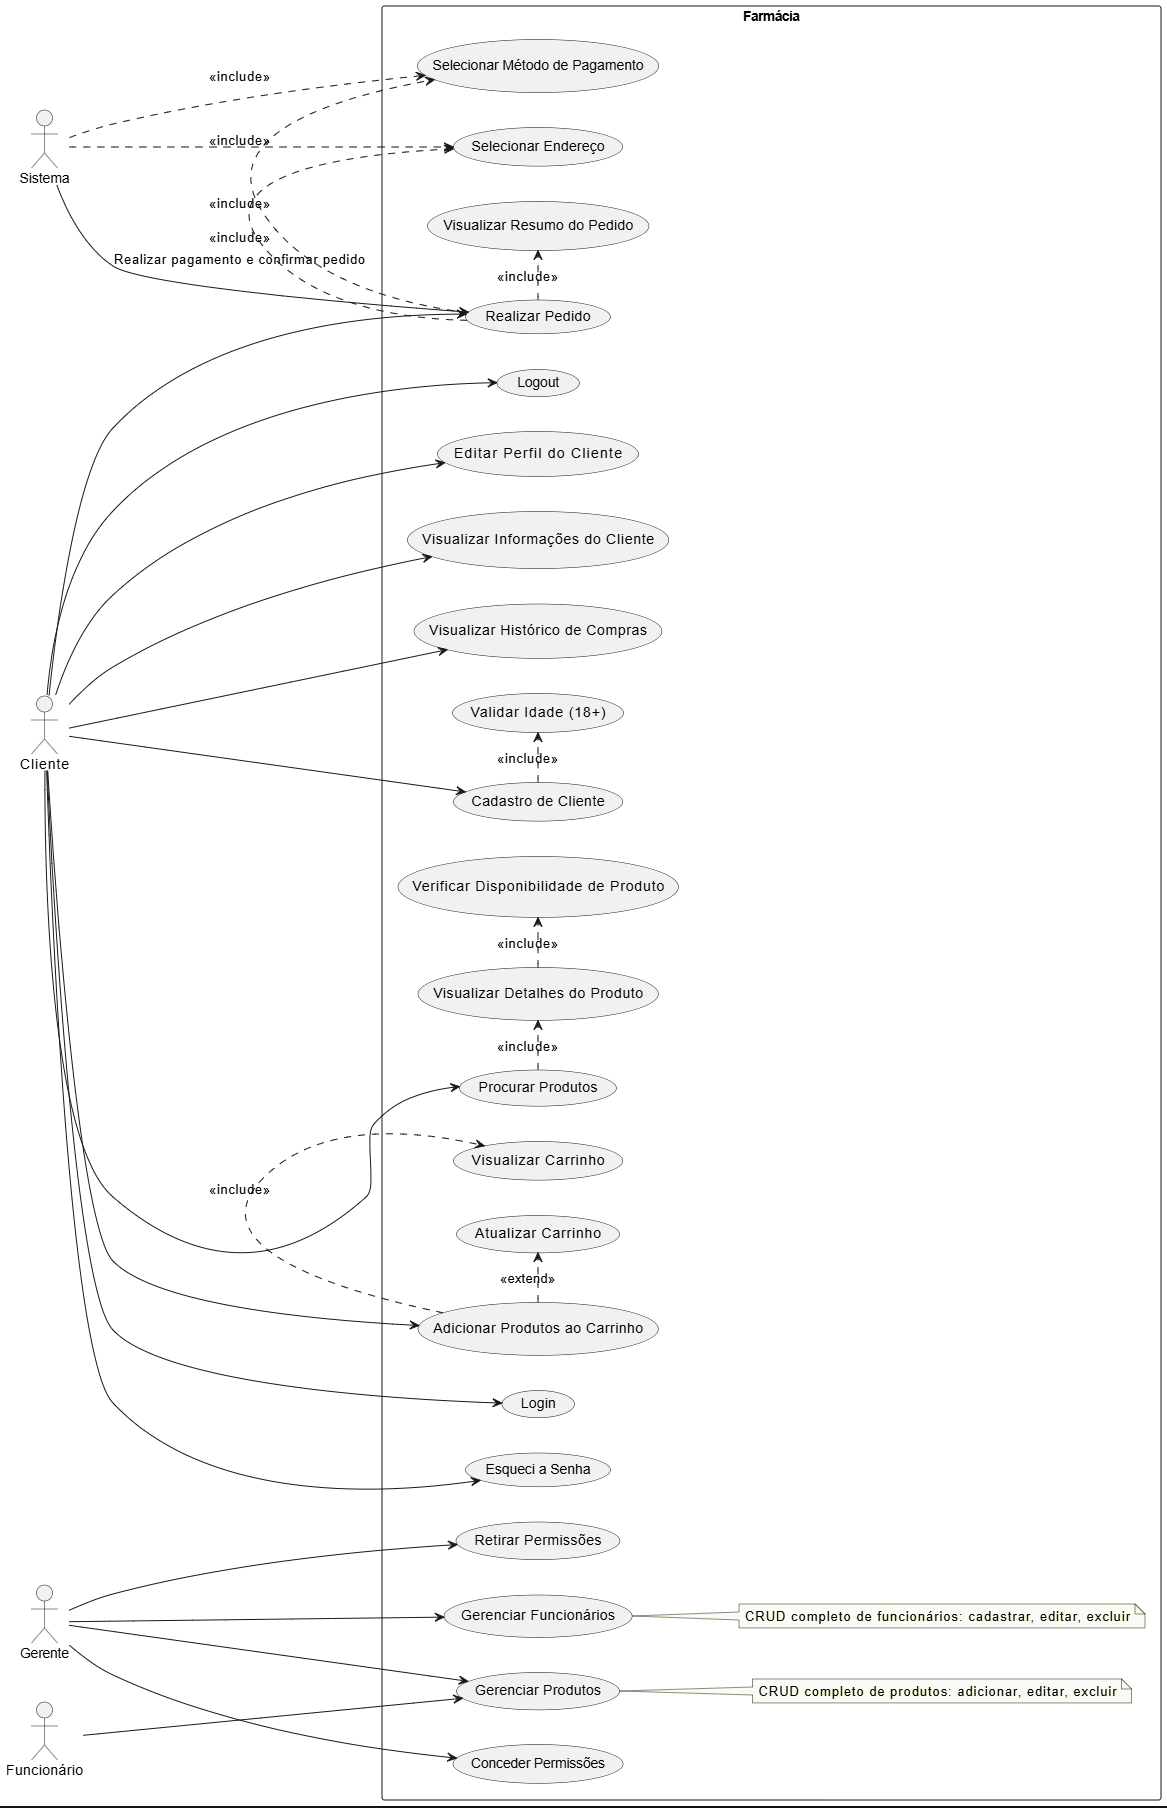 Farmácia
Selecionar Método de Pagamento
«include»
Sistema
«include»
Selecionar Endereço
«include»
Visualizar Resumo do Pedido
«include»
Realizar pagamento e confirmar pedido
«include»
Realizar Pedido
Logout
Editar Perfil do Cliente
Visualizar Informações do Cliente
Visualizar Histórico de Compras
Validar Idade (18+)
Cliente
«include»
Cadastro de Cliente
Verificar Disponibilidade de Produto
«include»
Visualizar Detalhes do Produto
«include»
Procurar Produtos
Visualizar Carrinho
«include»
Atualizar Carrinho
«extend»
Adicionar Produtos ao Carrinho
Login
Esqueci a Senha
Retirar Permissões
Gerenciar Funcionários
CRUD completo de funcionários: cadastrar, editar, excluir
Gerente
Gerenciar Produtos
CRUD completo de produtos: adicionar, editar, excluir
Funcionário
Conceder Permissões